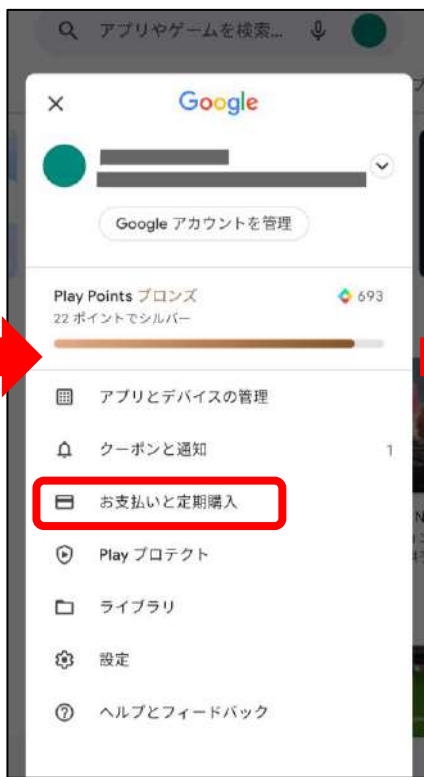 アプリやゲームを検索...
Google
Google アカウントを管理
Play Points ブロンズ
693
22 ポイントでシルバー
アプリとデバイスの管理
クーポンと通知
1
お支払いと定期購入
Play プロテクト
ライブラリ
設定
ヘルプとフィードバック